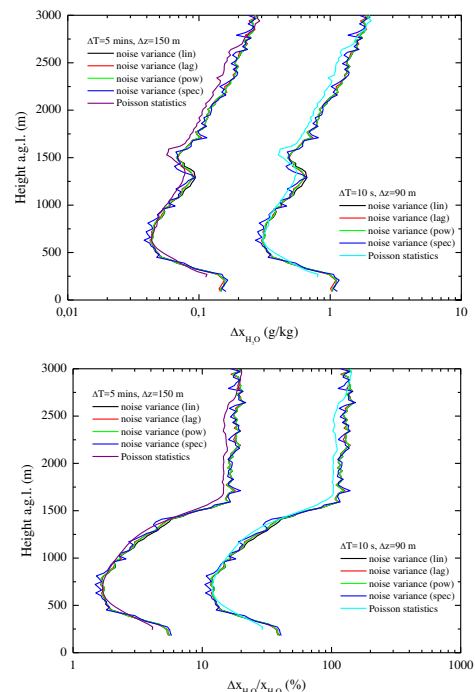 3000
2500
2000
1500
1000
500
0
Height a.g.l. (m)
ΔT=5 mins, Δz=150 m
noise variance (lin)
noise variance (lag)
noise variance (pow)
noise variance (spec)
Poisson statistics
ΔT=10 s, Δz=90 m
noise variance (lin)
noise variance (lag)
noise variance (pow)
noise variance (spec)
Poisson statistics
0,01 0,1 1 10
Δx_H₂O (g/kg)
3000
2500
2000
1500
1000
500
0
Height a.g.l. (m)
ΔT=5 mins, Δz=150 m
noise variance (lin)
noise variance (lag)
noise variance (pow)
noise variance (spec)
Poisson statistics
ΔT=10 s, Δz=90 m
noise variance (lin)
noise variance (lag)
noise variance (pow)
noise variance (spec)
Poisson statistics
1 10 100 1000
Δx_H₂O/x_H₂O (%)